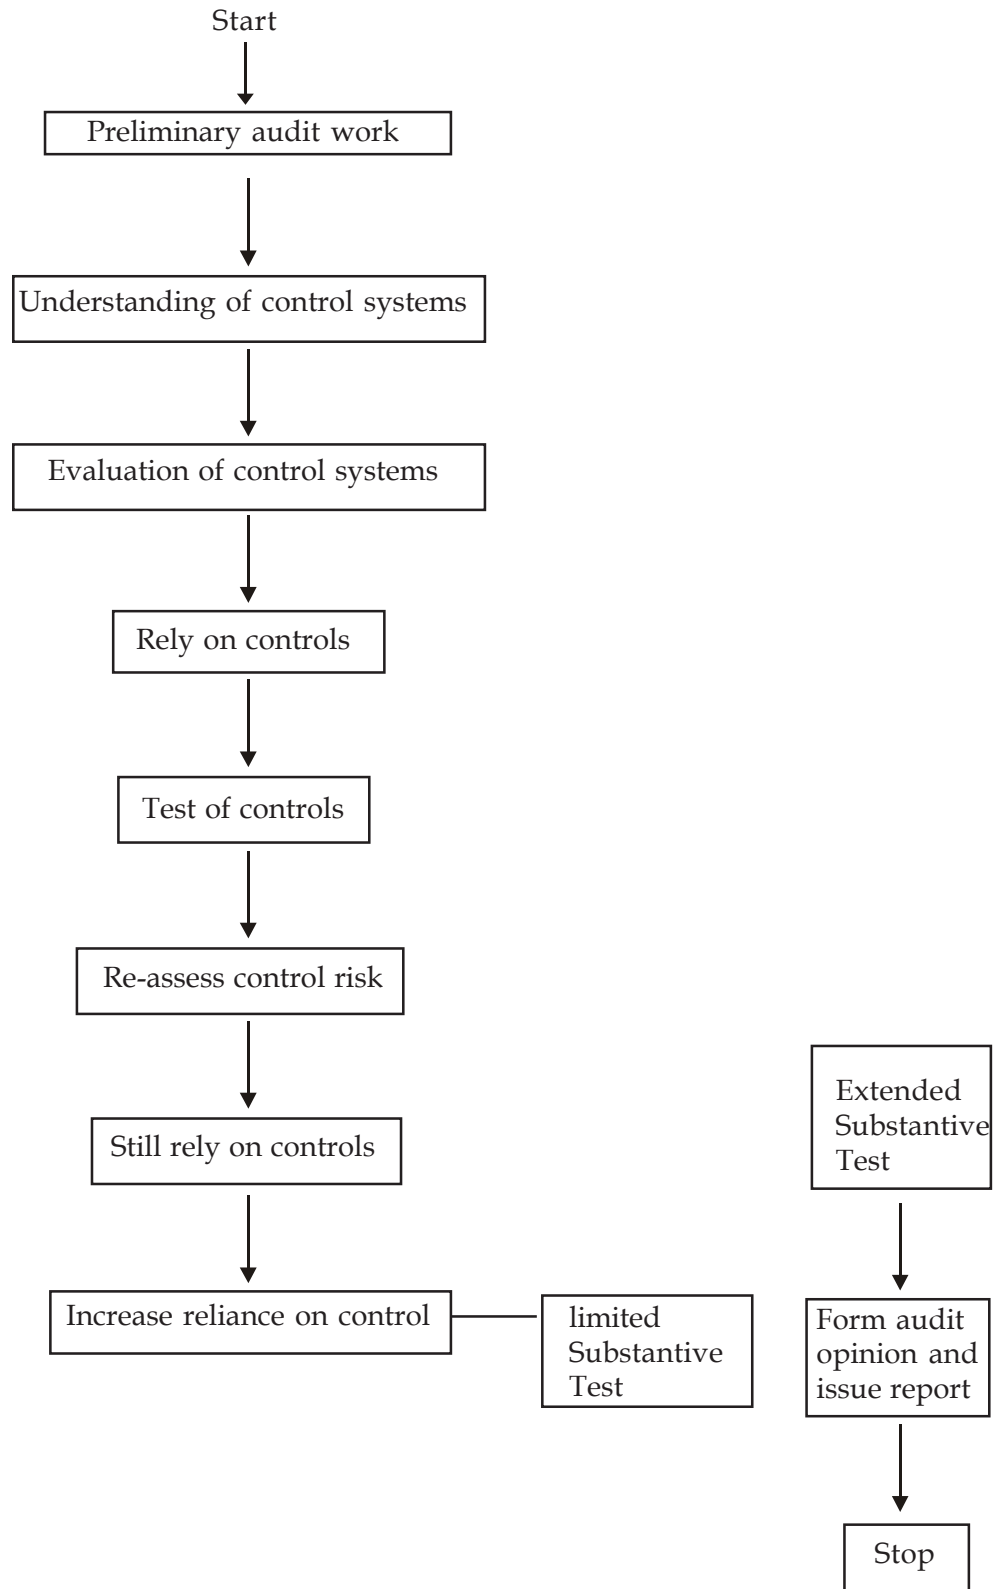 Start
Preliminary audit work
Understanding of control systems
Evaluation of control systems
Rely on controls
Test of controls
Re-assess control risk
Still rely on controls
Increase reliance on control
limited
Substantive
Test
Extended
Substantive
Test
Form audit
opinion and
issue report
Stop